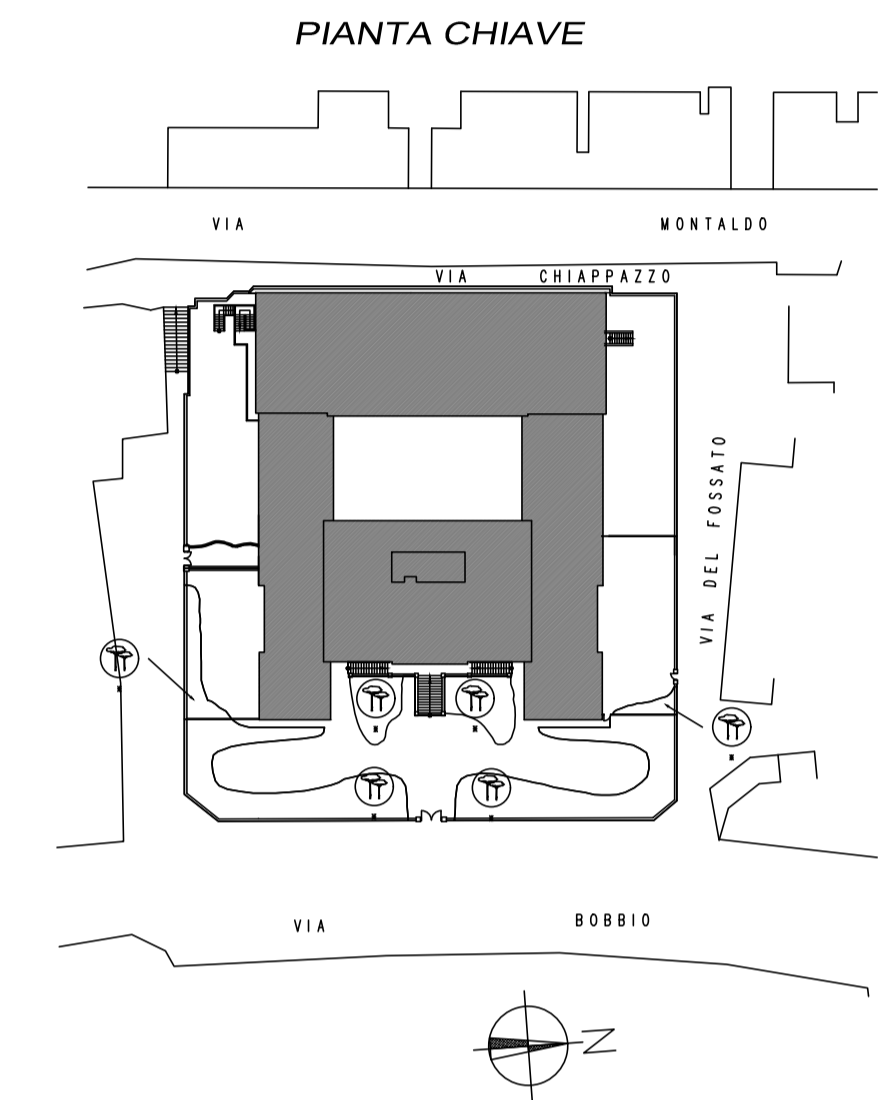 PIANTA CHIAVE
VIA MONTALDO
VIA CHIAPPAZZO
VIA DEL FOSSATO
VIA BOBBIO
N